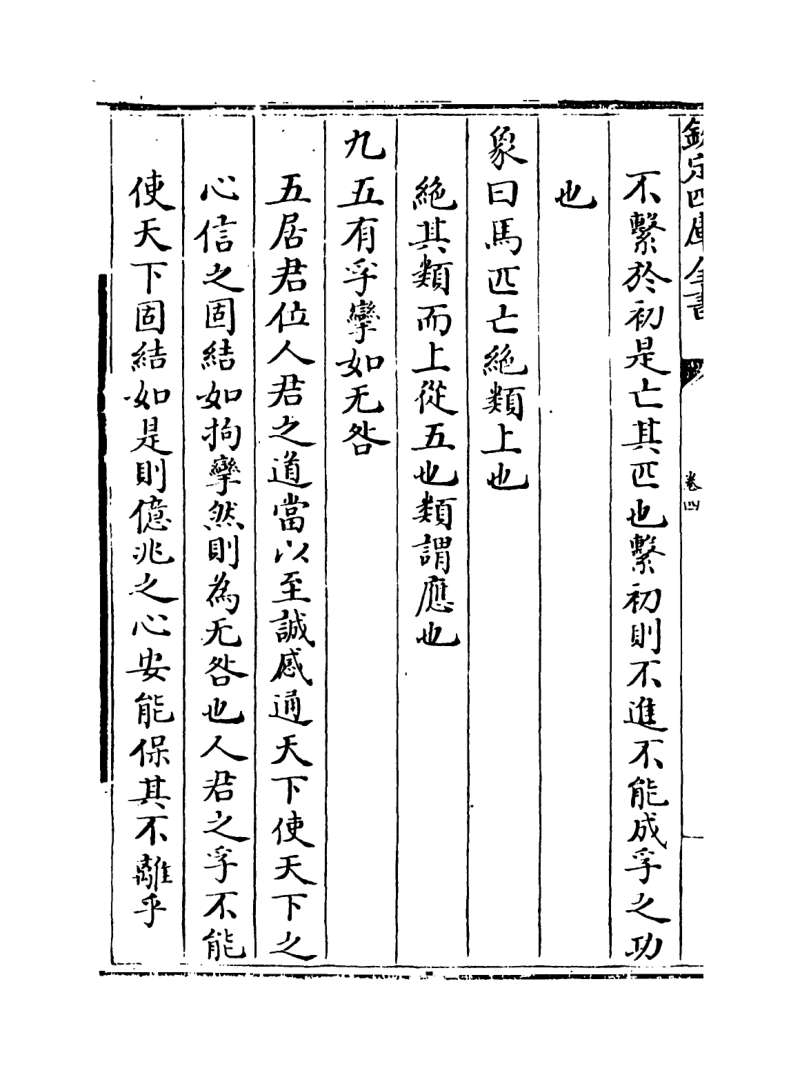 欽定四庫全書
卷四
不繫於初是亡其匹也繫初則不進不能成孚之功
也
象曰馬匹亡絶類上也
絶其類而上從五也類謂應也
九五有孚攣如无咎
五居君位人君之道當以至誠感通天下使天下之
心信之固結如拘攣然則為无咎也人君之孚不能
使天下固結如是則億兆之心安能保其不離乎